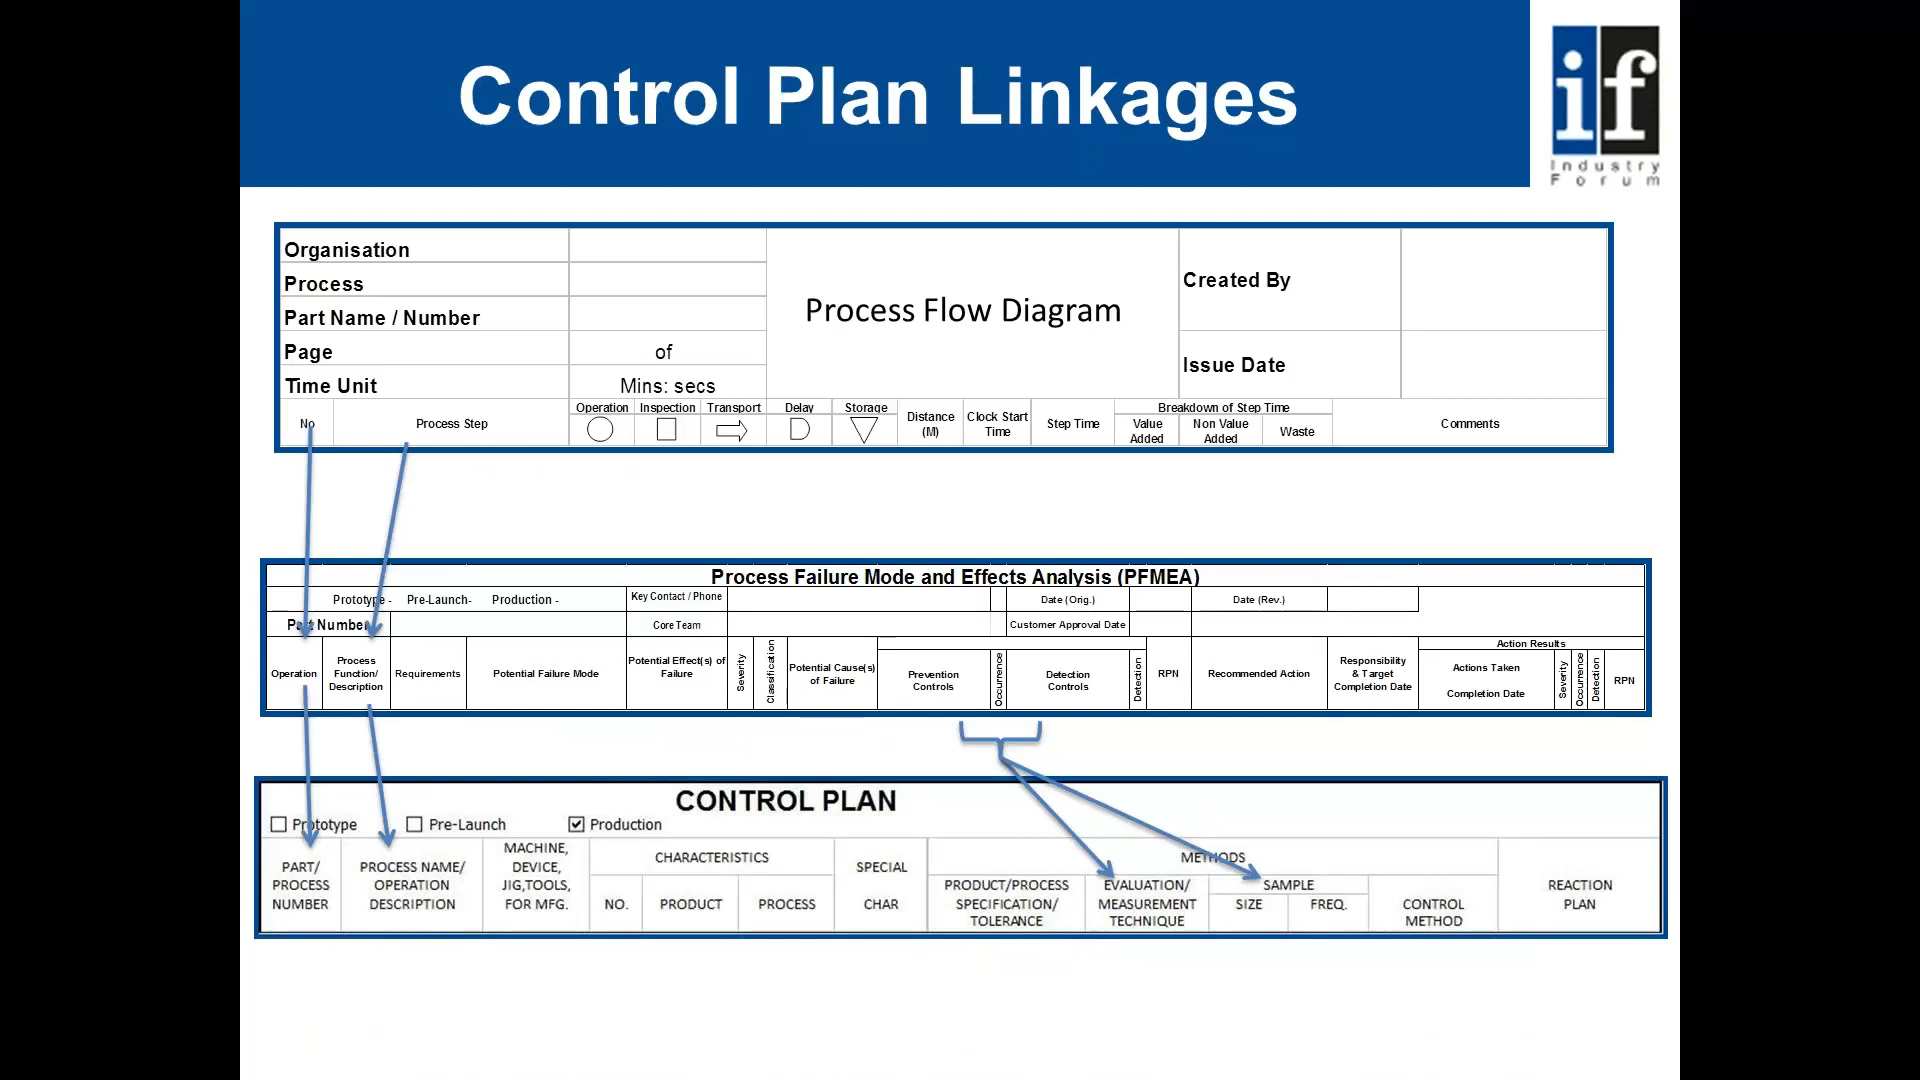 Control Plan Linkages
if
Industry
Forum
Organisation
Process
Part Name / Number
Page
of
Time Unit
Mins: secs
Process Flow Diagram
Created By
Issue Date
No
Process Step
Operation
Inspection
Transport
Delay
Storage
Distance
(M)
Clock Start
Time
Step Time
Breakdown of Step Time
Value
Added
Non Value
Added
Waste
Comments
Process Failure Mode and Effects Analysis (PFMEA)
Prototype - Pre-Launch- Production -
Key Contact / Phone
Date (Orig.)
Date (Rev.)
Part Number
Core Team
Customer Approval Date
Operation
Process
Function/
Description
Requirements
Potential Failure Mode
Potential Effect(s) of
Failure
Severity
Classification
Potential Cause(s)
of Failure
Prevention
Controls
Occurrence
Detection
Controls
Detection
RPN
Recommended Action
Responsibility
& Target
Completion Date
Action Results
Actions Taken
Completion Date
Severity
Occurrence
Detection
RPN
CONTROL PLAN
Prototype
Pre-Launch
Production
PART/
PROCESS
NUMBER
PROCESS NAME/
OPERATION
DESCRIPTION
MACHINE,
DEVICE,
JIG,TOOLS,
FOR MFG.
CHARACTERISTICS
NO.
PRODUCT
PROCESS
SPECIAL
CHAR
METHODS
PRODUCT/PROCESS
SPECIFICATION/
TOLERANCE
EVALUATION/
MEASUREMENT
TECHNIQUE
SAMPLE
SIZE
FREQ.
CONTROL
METHOD
REACTION
PLAN